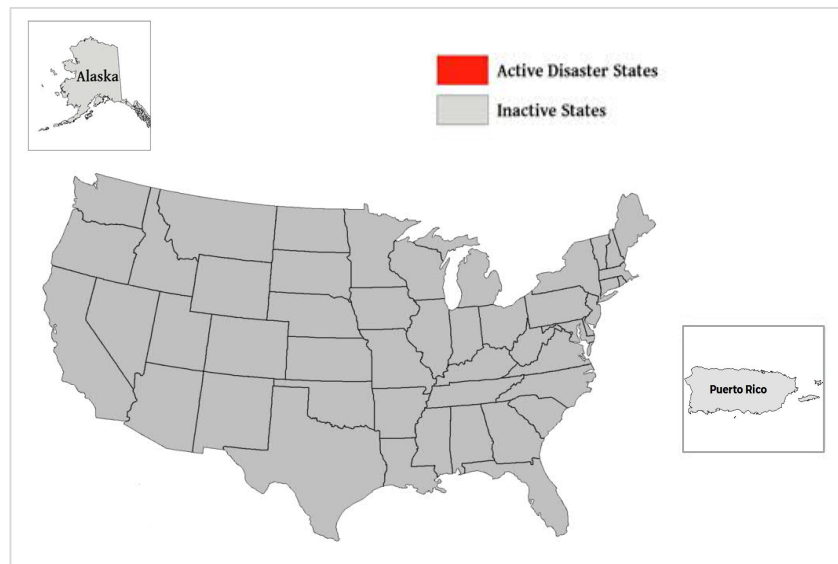 Alaska
Active Disaster States
Inactive States
Puerto Rico